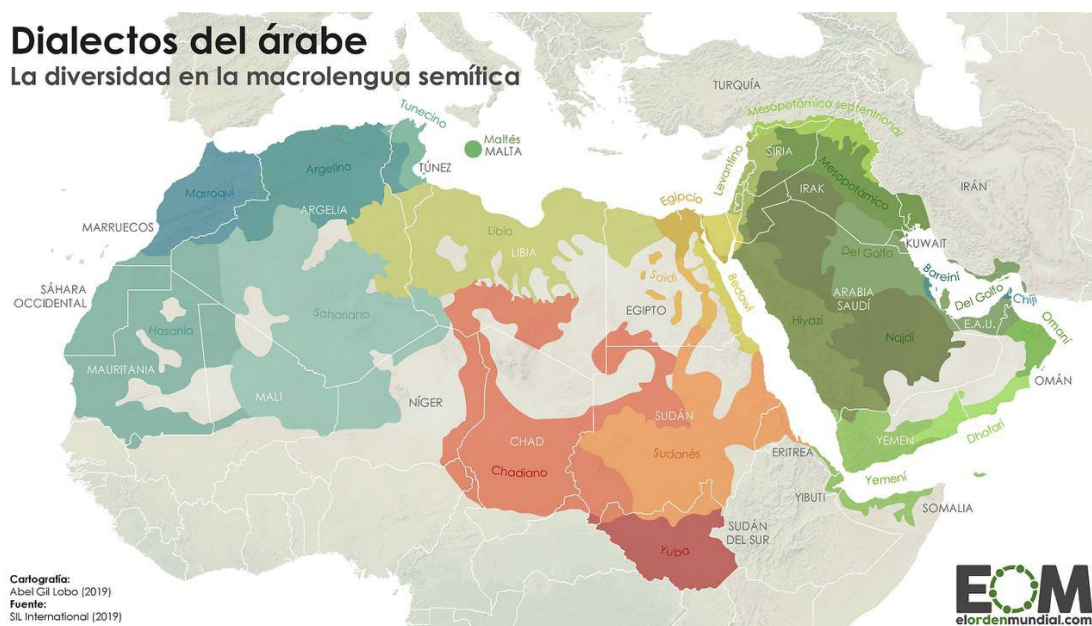 Dialectos del árabe
La diversidad en la macrolengua semítica
TURQUÍA
Mesopotámico septentrional
Tunecino
Maltés
MALTA
TÚNEZ
Levantino
SIRIA
Argelino
Marroquí
Mesopotámico
IRAK
IRÁN
Egipcio
ARGELIA
MARRUECOS
Libio
LIBIA
KUWAIT
Del Golfo
Bareiní
Saidí
Bedawi
SÁHARA
OCCIDENTAL
ARABIA
SAUDÍ
Del Golfo
Chiji
EGIPTO
Sahariano
Hasanía
Hiyazi
Najdi
E.A.U.
Omaní
MAURITANIA
MALI
NÍGER
OMÁN
SUDÁN
CHAD
YEMEN
Dhofarí
Chadiano
Sudanés
ERITREA
Yemení
YIBUTI
SOMALIA
SUDÁN
DEL SUR
Yuba
Cartografía:
Abel Gil Lobo (2019)
Fuente:
SIL International (2019)
EOM
elordenmundial.com